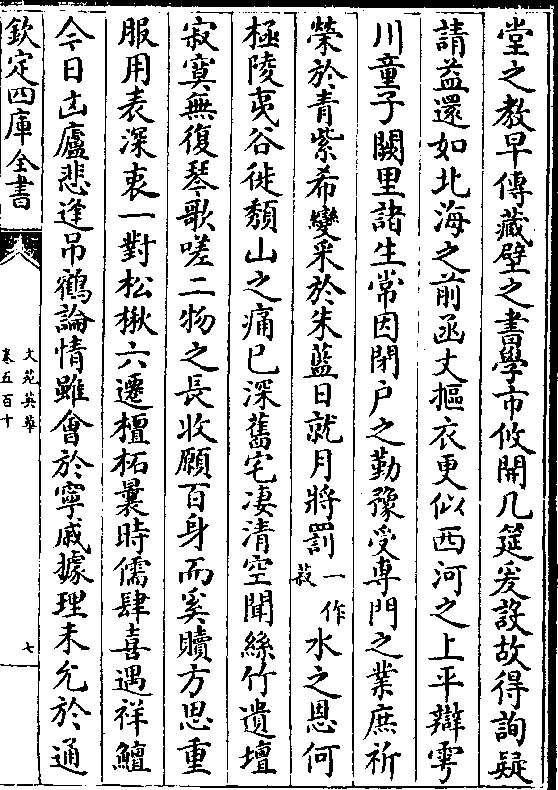 堂之教早傳藏壁之書學市攸開几筵爰設故得詢疑
請益還如北海之前函丈摳衣更似西河之上平辯雩
川童子闕里諸生常因閉戶之勤豫受專門之業庶祈
榮於青紫希變采於朱藍日就月將罰一作菽水之恩何
極陵夷谷徙頽山之痛已深舊宅凄清空聞絲竹遺壇
寂寞無復琴歌嗟二物之長收願百身而奚贖方思重
服用表深衷一對松楸六遷檀柘曩時儒肆喜遇祥鱣
今日𠀌廬悲逢吊鶴論情雖會於寧戚據理未允於通
欽定四庫全書
文苑英華
卷五百十
七